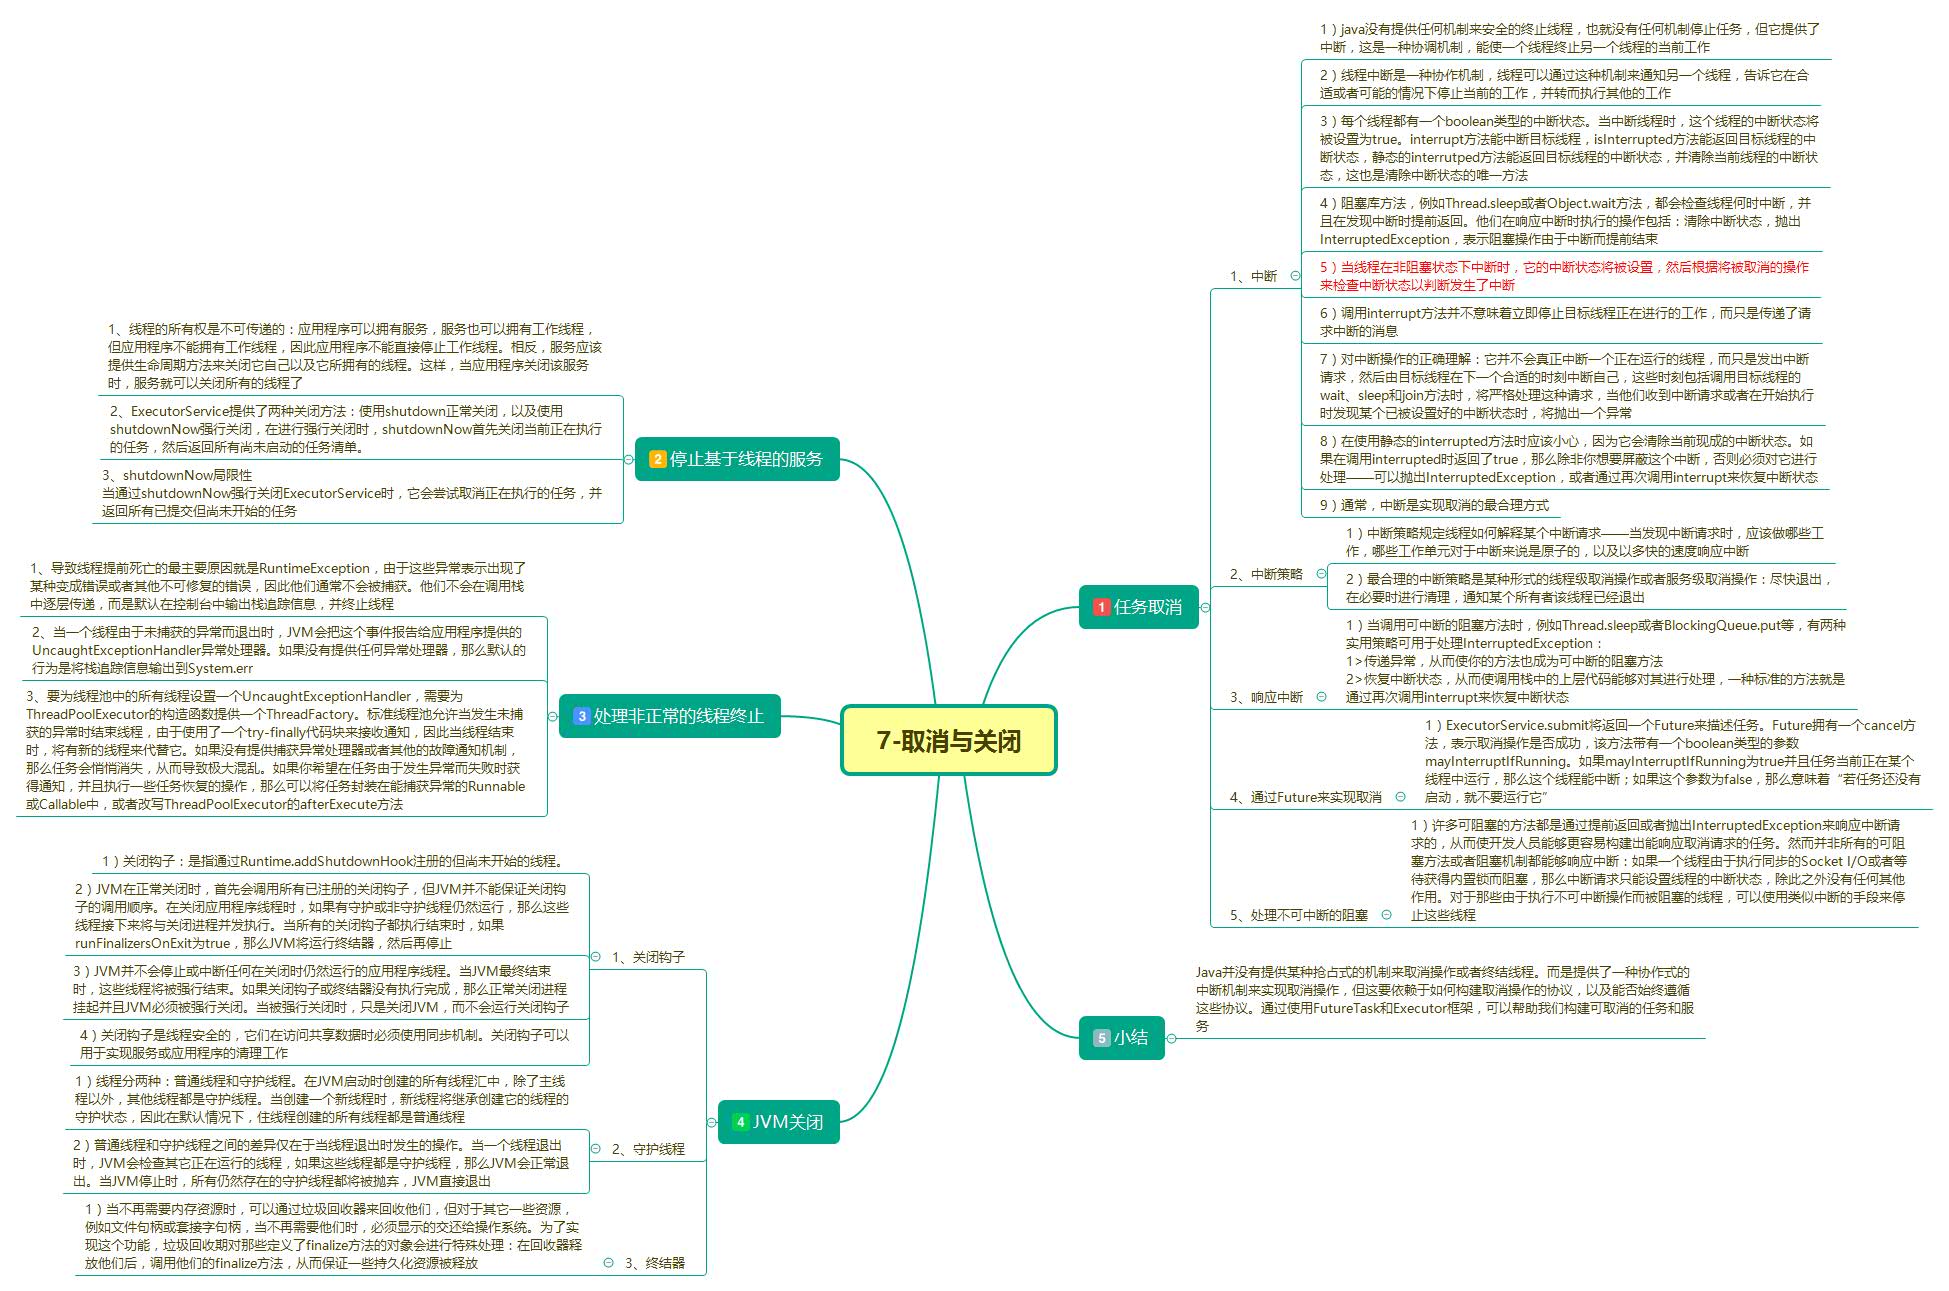 7-取消与关闭
1 任务取消
1、中断
1）java没有提供任何机制来安全的终止线程，也就没有任何机制停止任务，但它提供了
中断，这是一种协调机制，能使一个线程终止另一个线程的当前工作
2）线程中断是一种协作机制，线程可以通过这种机制来通知另一个线程，告诉它在合
适或者可能的情况下停止当前的工作，并转而执行其他的工作
3）每个线程都有一个boolean类型的中断状态。当中断线程时，这个线程的中断状态将
被设置为true。interrupt方法能中断目标线程，isInterrupted方法能返回目标线程的中
断状态，静态的interrutped方法能返回目标线程的中断状态，并清除当前线程的中断状
态，这也是清除中断状态的唯一方法
4）阻塞库方法，例如Thread.sleep或者Object.wait方法，都会检查线程何时中断，并
且在发现中断时提前返回。他们在响应中断时执行的操作包括：清除中断状态，抛出
InterruptedException，表示阻塞操作由于中断而提前结束
5）当线程在非阻塞状态下中断时，它的中断状态将被设置，然后根据将被取消的操作
来检查中断状态以判断发生了中断
6）调用interrupt方法并不意味着立即停止目标线程正在进行的工作，而只是传递了请
求中断的消息
7）对中断操作的正确理解：它并不会真正中断一个正在运行的线程，而只是发出中断
请求，然后由目标线程在下一个合适的时刻中断自己，这些时刻包括调用目标线程的
wait、sleep和join方法时，将严格处理这种请求，当他们收到中断请求或者在开始执行
时发现某个已被设置好的中断状态时，将抛出一个异常
8）在使用静态的interrupted方法时应该小心，因为它会清除当前现成的中断状态。如
果在调用interrupted时返回了true，那么除非你想要屏蔽这个中断，否则必须对它进行
处理——可以抛出InterruptedException，或者通过再次调用interrupt来恢复中断状态
9）通常，中断是实现取消的最合理方式
2、中断策略
1）中断策略规定线程如何解释某个中断请求——当发现中断请求时，应该做哪些工
作，哪些工作单元对于中断来说是原子的，以及以多快的速度响应中断
2）最合理的中断策略是某种形式的线程级取消操作或者服务级取消操作：尽快退出，
在必要时进行清理，通知某个所有者该线程已经退出
3、响应中断
1）当调用可中断的阻塞方法时，例如Thread.sleep或者BlockingQueue.put等，有两种
实用策略可用于处理InterruptedException：
1>传递异常，从而使你的方法也成为可中断的阻塞方法
2>恢复中断状态，从而使调用栈中的上层代码能够对其进行处理，一种标准的方法就是
通过再次调用interrupt来恢复中断状态
4、通过Future来实现取消
1）ExecutorService.submit将返回一个Future来描述任务。Future拥有一个cancel方
法，表示取消操作是否成功，该方法带有一个boolean类型的参数
mayInterruptIfRunning。如果mayInterruptIfRunning为true并且任务当前正在某个
线程中运行，那么这个线程能中断；如果这个参数为false，那么意味着“若任务还没有
启动，就不要运行它”
5、处理不可中断的阻塞
1）许多可阻塞的方法都是通过提前返回或者抛出InterruptedException来响应中断请
求的，从而使开发人员能够更容易构建出能响应取消请求的任务。然而并非所有的可阻
塞方法或者阻塞机制都能够响应中断：如果一个线程由于执行同步的Socket I/O或者等
待获得内置锁而阻塞，那么中断请求只能设置线程的中断状态，除此之外没有任何其他
作用。对于那些由于执行不可中断操作而被阻塞的线程，可以使用类似中断的手段来停
止这些线程
2 停止基于线程的服务
1、线程的所有权是不可传递的：应用程序可以拥有服务，服务也可以拥有工作线程，
但应用程序不能拥有工作线程，因此应用程序不能直接停止工作线程。相反，服务应该
提供生命周期方法来关闭它自己以及它所拥有的线程。这样，当应用程序关闭该服务
时，服务就可以关闭所有的线程了
2、ExecutorService提供了两种关闭方法：使用shutdown正常关闭，以及使用
shutdownNow强行关闭，在进行强行关闭时，shutdownNow首先关闭当前正在执行
的任务，然后返回所有尚未启动的任务清单。
3、shutdownNow局限性
当通过shutdownNow强行关闭ExecutorService时，它会尝试取消正在执行的任务，并
返回所有已提交但尚未开始的任务
3 处理非正常的线程终止
1、导致线程提前死亡的最主要原因就是RuntimeException，由于这些异常表示出现了
某种变成错误或者其他不可修复的错误，因此他们通常不会被捕获。他们不会在调用栈
中逐层传递，而是默认在控制台中输出栈追踪信息，并终止线程
2、当一个线程由于未捕获的异常而退出时，JVM会把这个事件报告给应用程序提供的
UncaughtExceptionHandler异常处理器。如果没有提供任何异常处理器，那么默认的
行为是将栈追踪信息输出到System.err
3、要为线程池中的所有线程设置一个UncaughtExceptionHandler，需要为
ThreadPoolExecutor的构造函数提供一个ThreadFactory。标准线程池允许当发生未捕
获的异常时结束线程，由于使用了一个try-finally代码块来接收通知，因此当线程结束
时，将有新的线程来代替它。如果没有提供捕获异常处理器或者其他的故障通知机制，
那么任务会悄悄消失，从而导致极大混乱。如果你希望在任务由于发生异常而失败时获
得通知，并且执行一些任务恢复的操作，那么可以将任务封装在能捕获异常的Runnable
或Callable中，或者改写ThreadPoolExecutor的afterExecute方法
4 JVM关闭
1、关闭钩子
1）关闭钩子：是指通过Runtime.addShutdownHook注册的但尚未开始的线程。
2）JVM在正常关闭时，首先会调用所有已注册的关闭钩子，但JVM并不能保证关闭钩
子的调用顺序。在关闭应用程序线程时，如果有守护或非守护线程仍然运行，那么这些
线程接下来将与关闭进程并发执行。当所有的关闭钩子都执行结束时，如果
runFinalizersOnExit为true，那么JVM将运行终结器，然后再停止
3）JVM并不会停止或中断任何在关闭时仍然运行的应用程序线程。当JVM最终结束
时，这些线程将被强行结束。如果关闭钩子或终结器没有执行完成，那么正常关闭进程
挂起并且JVM必须被强行关闭。当被强行关闭时，只是关闭JVM，而不会运行关闭钩子
4）关闭钩子是线程安全的，它们在访问共享数据时必须使用同步机制。关闭钩子可以
用于实现服务或应用程序的清理工作
2、守护线程
1）线程分两种：普通线程和守护线程。在JVM启动时创建的所有线程汇中，除了主线
程以外，其他线程都是守护线程。当创建一个新线程时，新线程将继承创建它的线程的
守护状态，因此在默认情况下，住线程创建的所有线程都是普通线程
2）普通线程和守护线程之间的差异仅在于当线程退出时发生的操作。当一个线程退出
时，JVM会检查其它正在运行的线程，如果这些线程都是守护线程，那么JVM会正常退
出。当JVM停止时，所有仍然存在的守护线程都将被抛弃，JVM直接退出
3、终结器
1）当不再需要内存资源时，可以通过垃圾回收器来回收他们，但对于其它一些资源，
例如文件句柄或套接字句柄，当不再需要他们时，必须显示的交还给操作系统。为了实
现这个功能，垃圾回收期对那些定义了finalize方法的对象会进行特殊处理：在回收器释
放他们后，调用他们的finalize方法，从而保证一些持久化资源被释放
5 小结
Java并没有提供某种抢占式的机制来取消操作或者终结线程。而是提供了一种协作式的
中断机制来实现取消操作，但这要依赖于如何构建取消操作的协议，以及能否始终遵循
这些协议。通过使用FutureTask和Executor框架，可以帮助我们构建可取消的任务和服
务